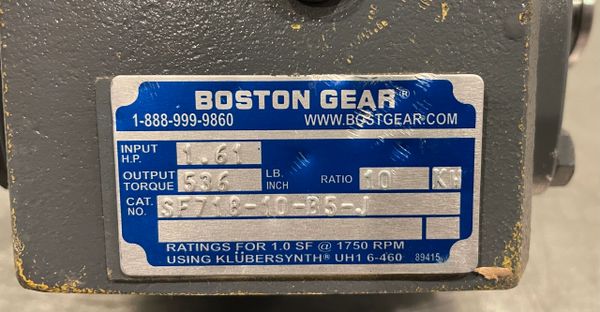 BOSTON GEAR®
1-888-999-9860 WWW.BOSTGEAR.COM
INPUT H.P. 1.61
OUTPUT TORQUE 536 LB. INCH RATIO 10 KH
CAT. NO. SF718-10-B5-J
RATINGS FOR 1.0 SF @ 1750 RPM
USING KLÜBERSYNTH® UH1 6-460 89415